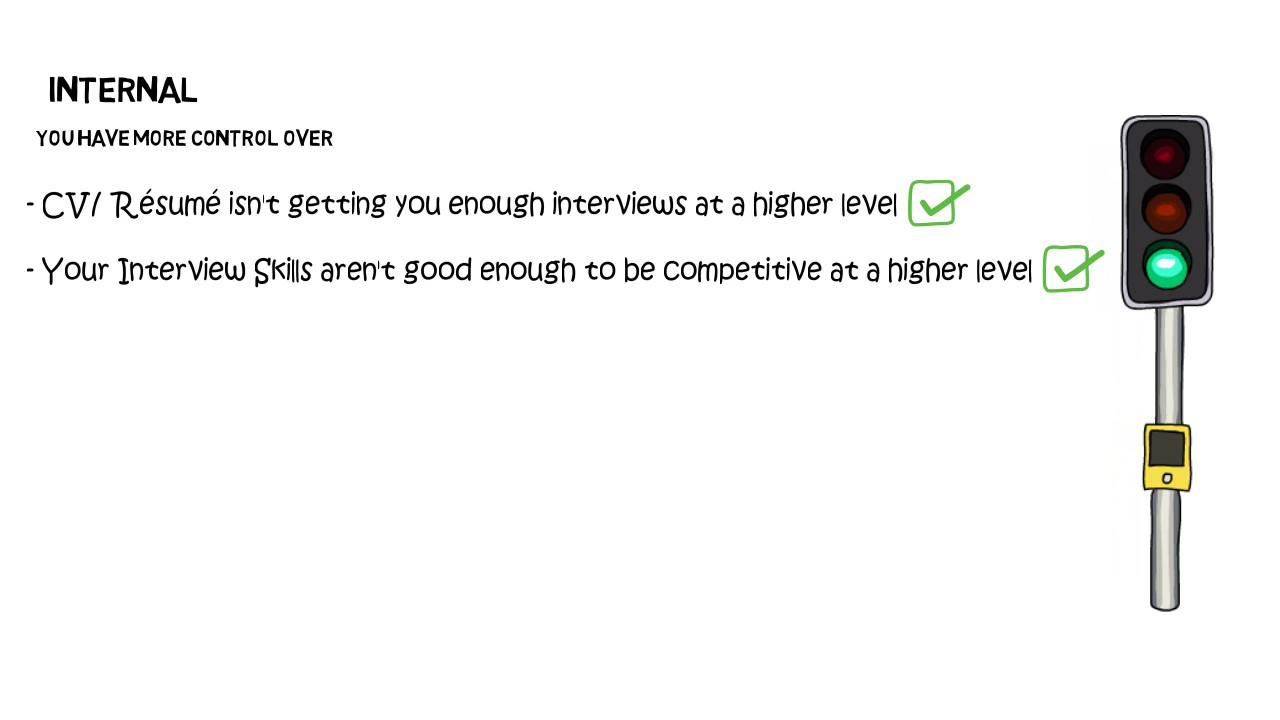 INTERNAL
YOU HAVE MORE CONTROL OVER
- CV/ Résumé isn't getting you enough interviews at a higher level
- Your Interview Skills aren't good enough to be competitive at a higher level